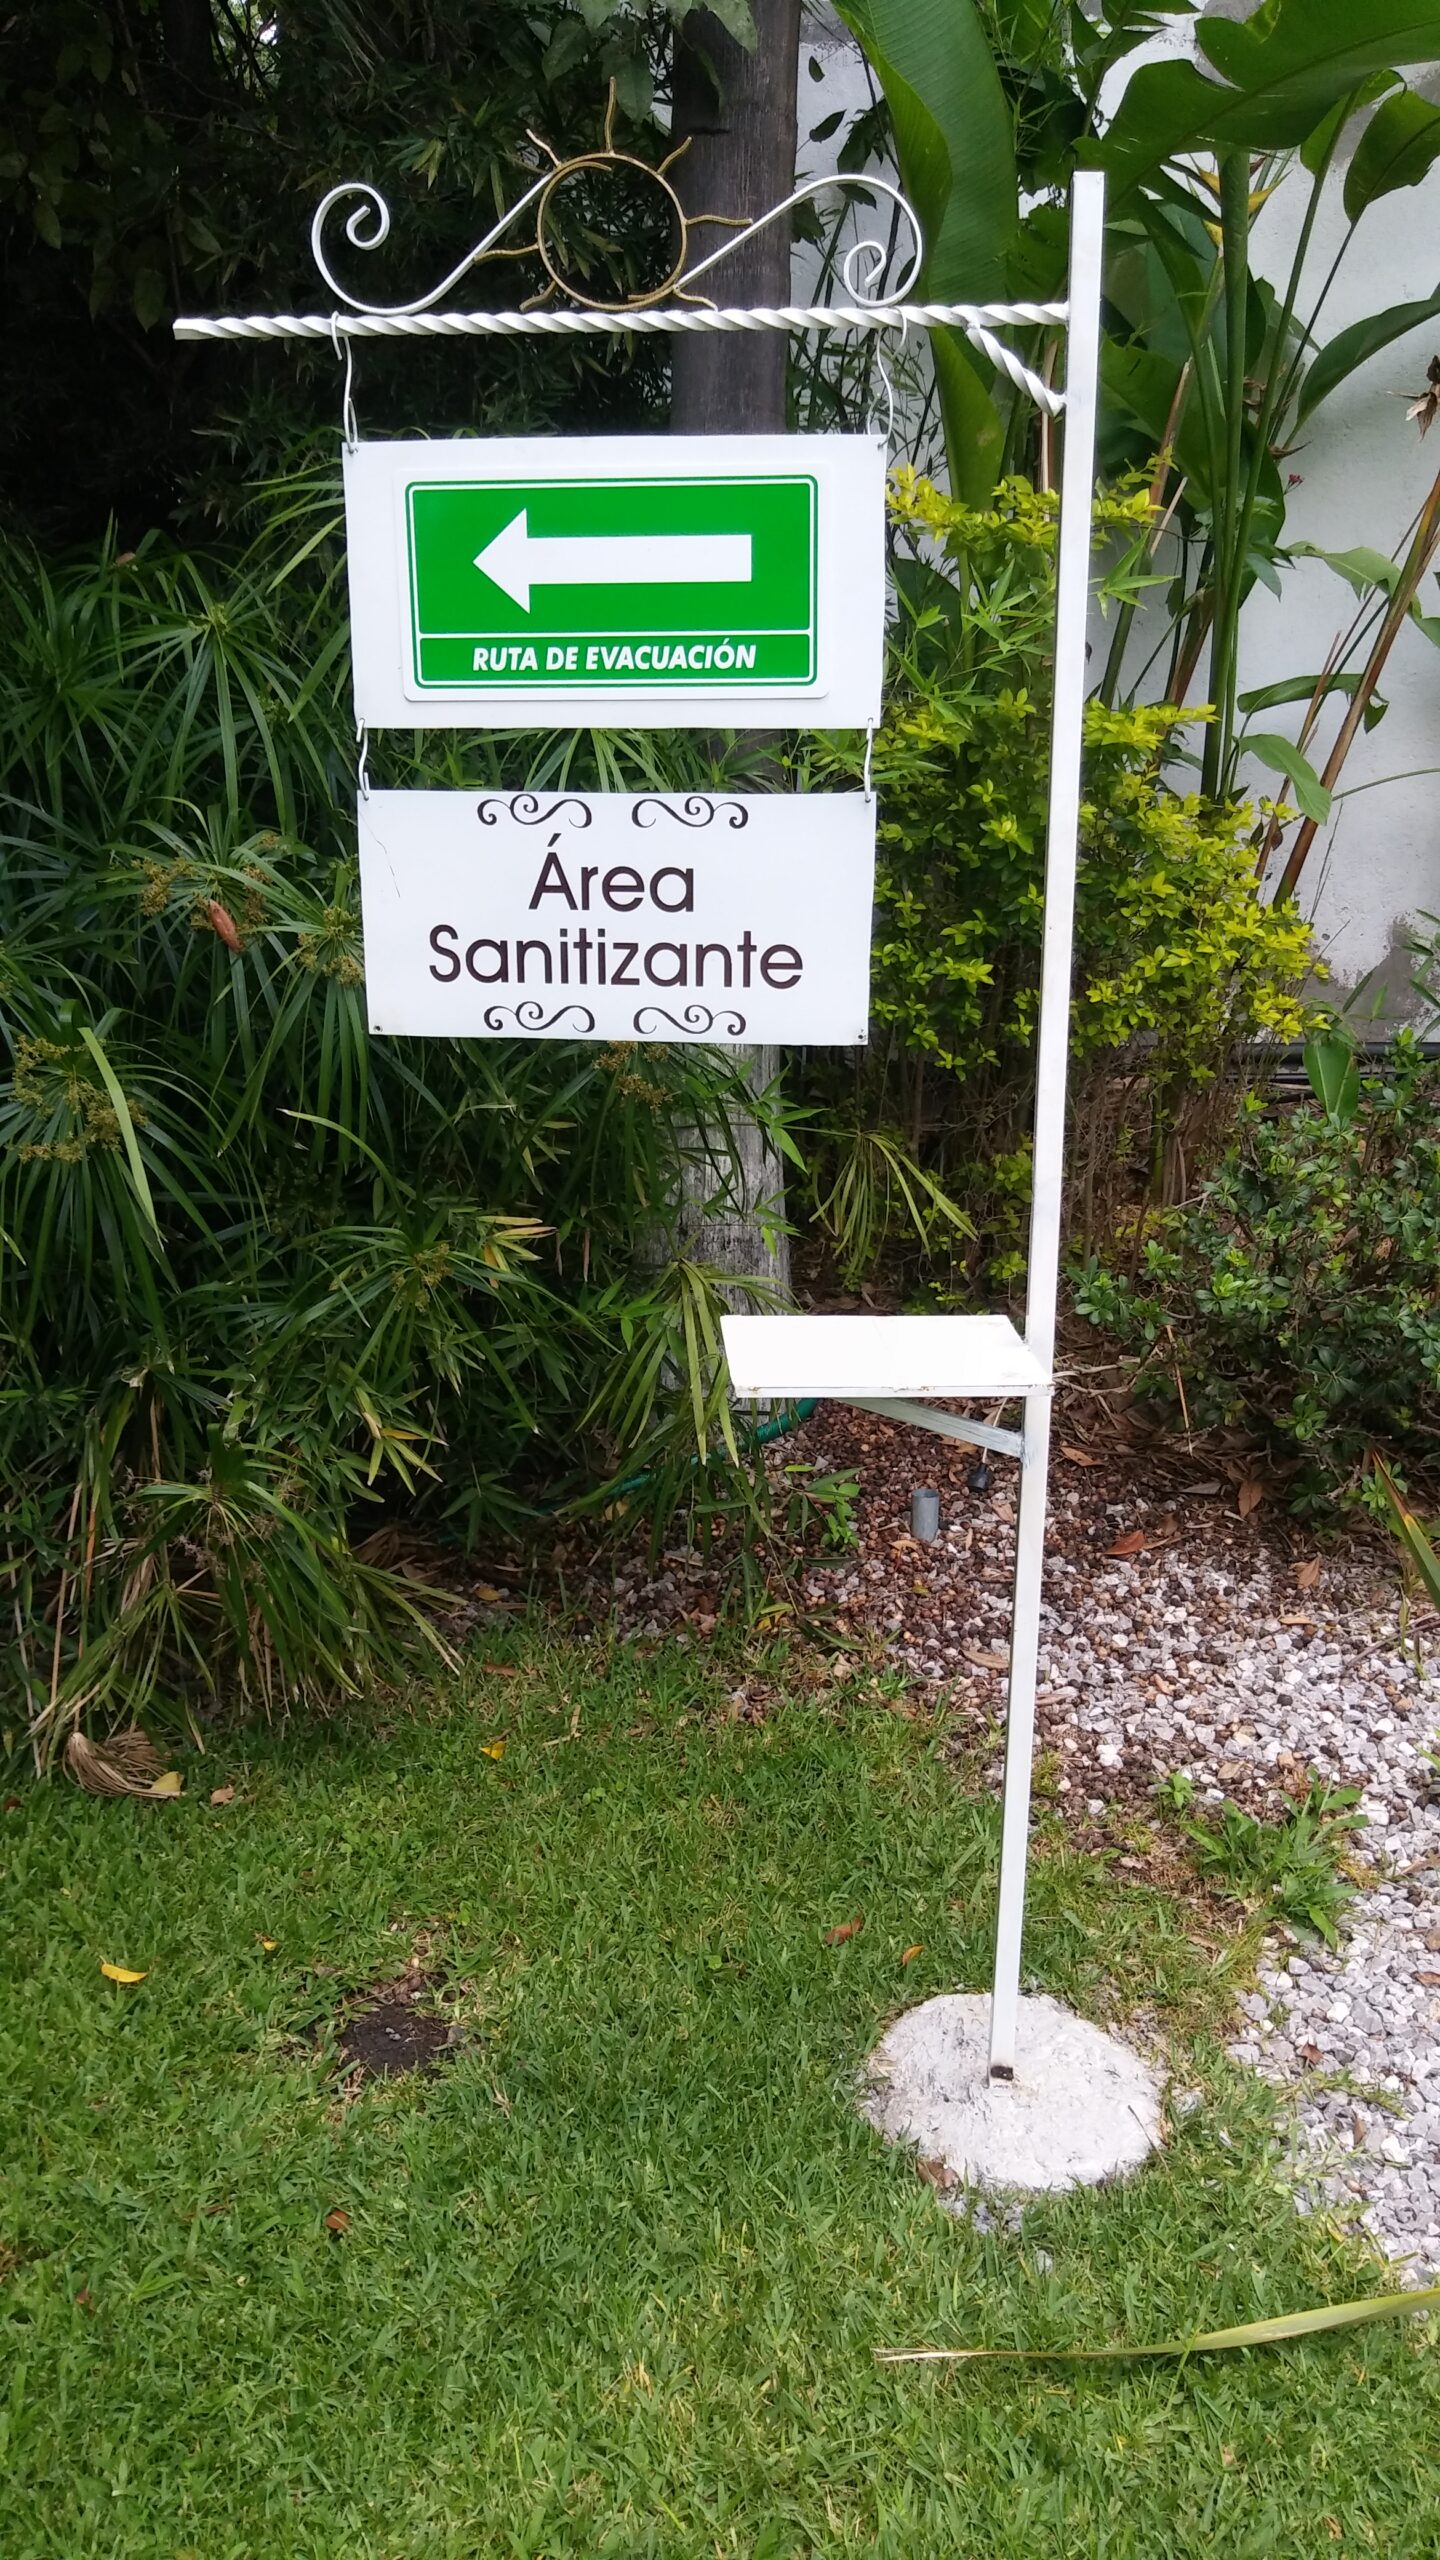 RUTA DE EVACUACIÓN
Área
Sanitizante